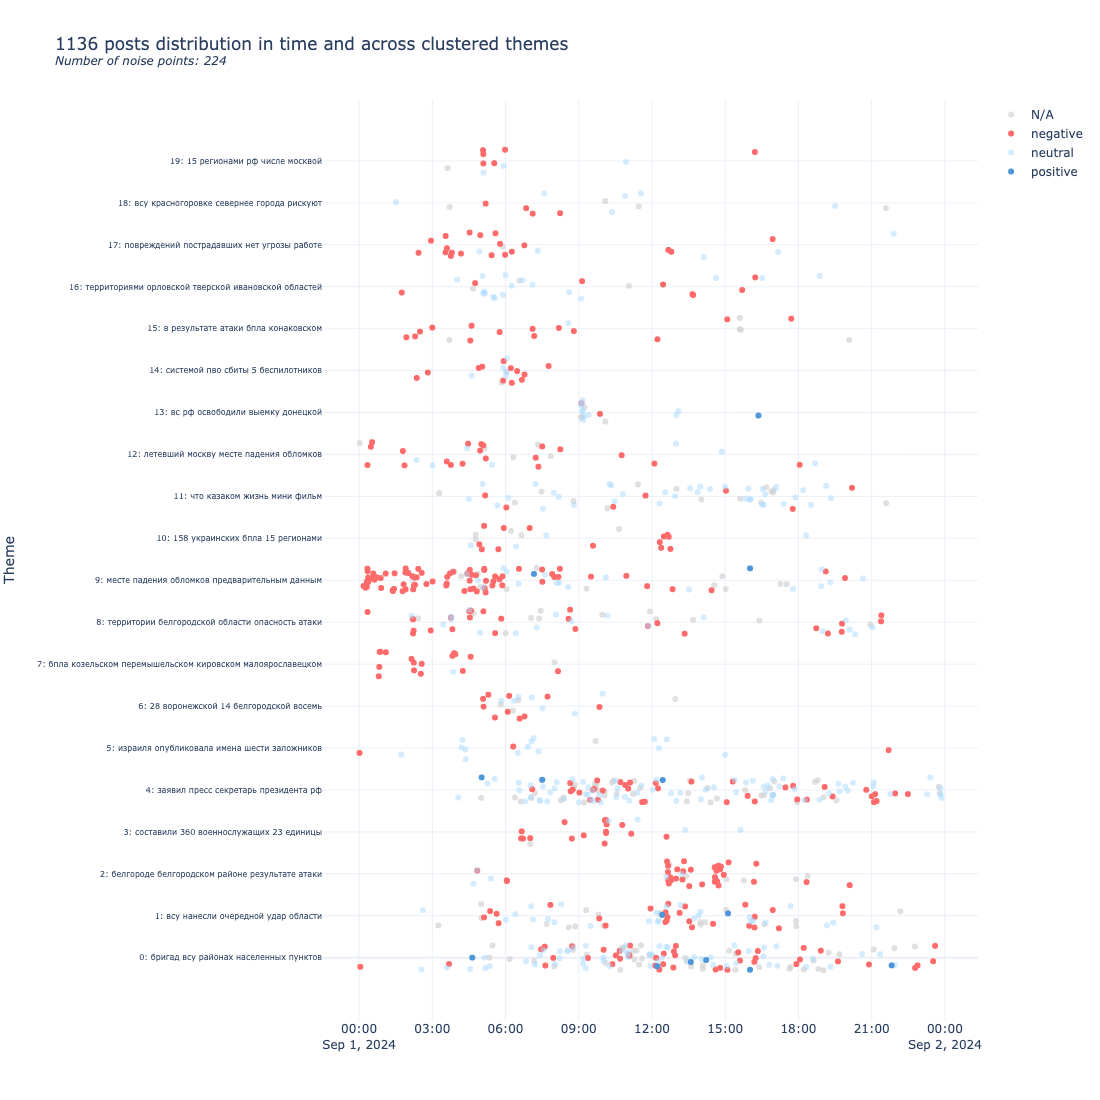 1136 posts distribution in time and across clustered themes
Number of noise points: 224
N/A
negative
neutral
positive
Theme
19: 15 регионами рф числе москвой
18: всу красногоровке севернее города рискуют
17: повреждений пострадавших нет угрозы работе
16: территориями орловской тверской ивановской областей
15: в результате атаки бпла конаковском
14: системой пво сбиты 5 беспилотников
13: вс рф освободили выемку донецкой
12: летевший москву месте падения обломков
11: что казаком жизнь мини фильм
10: 158 украинских бпла 15 регионами
9: месте падения обломков предварительным данным
8: территории белгородской области опасность атаки
7: бпла козельском перемышельском кировском малоярославецком
6: 28 воронежской 14 белгородской восемь
5: израиля опубликовала имена шести заложников
4: заявил пресс секретарь президента рф
3: составили 360 военнослужащих 23 единицы
2: белгороде белгородском районе результате атаки
1: всу нанесли очередной удар области
0: бригад всу районах населенных пунктов
00:00 03:00 06:00 09:00 12:00 15:00 18:00 21:00 00:00
Sep 1, 2024 Sep 2, 2024